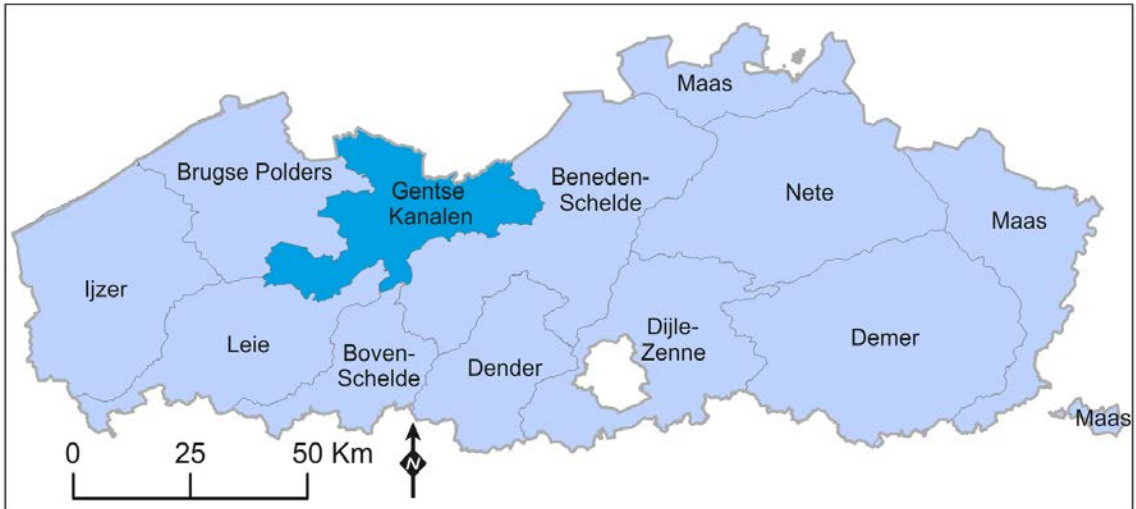 Maas
Brugse Polders
Gentse
Kanalen
Beneden-
Schelde
Nete
Maas
Ijzer
Leie
Boven-
Schelde
Dender
Dijle-
Zenne
Demer
Maas
0 25 50 Km
N